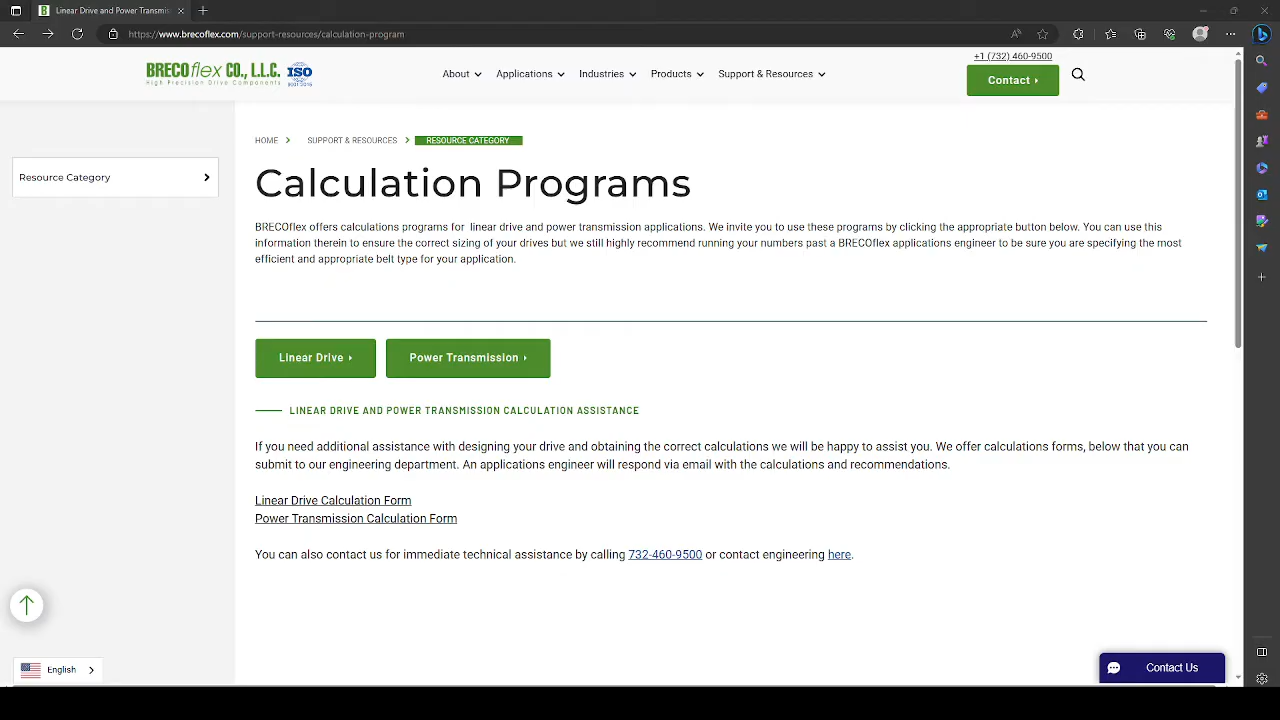 Linear Drive and Power Transmis
https://www.brecoflex.com/support-resources/calculation-program
BRECOflex CO., L.L.C.
High Precision Drive Components
ISO
9001:2015
About
Applications
Industries
Products
Support & Resources
+1 (732) 460-9500
Contact
Resource Category
HOME
SUPPORT & RESOURCES
RESOURCE CATEGORY
Calculation Programs
BRECOflex offers calculations programs for linear drive and power transmission applications. We invite you to use these programs by clicking the appropriate button below. You can use this
information therein to ensure the correct sizing of your drives but we still highly recommend running your numbers past a BRECOflex applications engineer to be sure you are specifying the most
efficient and appropriate belt type for your application.
Linear Drive
Power Transmission
LINEAR DRIVE AND POWER TRANSMISSION CALCULATION ASSISTANCE
If you need additional assistance with designing your drive and obtaining the correct calculations we will be happy to assist you. We offer calculations forms, below that you can
submit to our engineering department. An applications engineer will respond via email with the calculations and recommendations.
Linear Drive Calculation Form
Power Transmission Calculation Form
You can also contact us for immediate technical assistance by calling 732-460-9500 or contact engineering here.
English
Contact Us